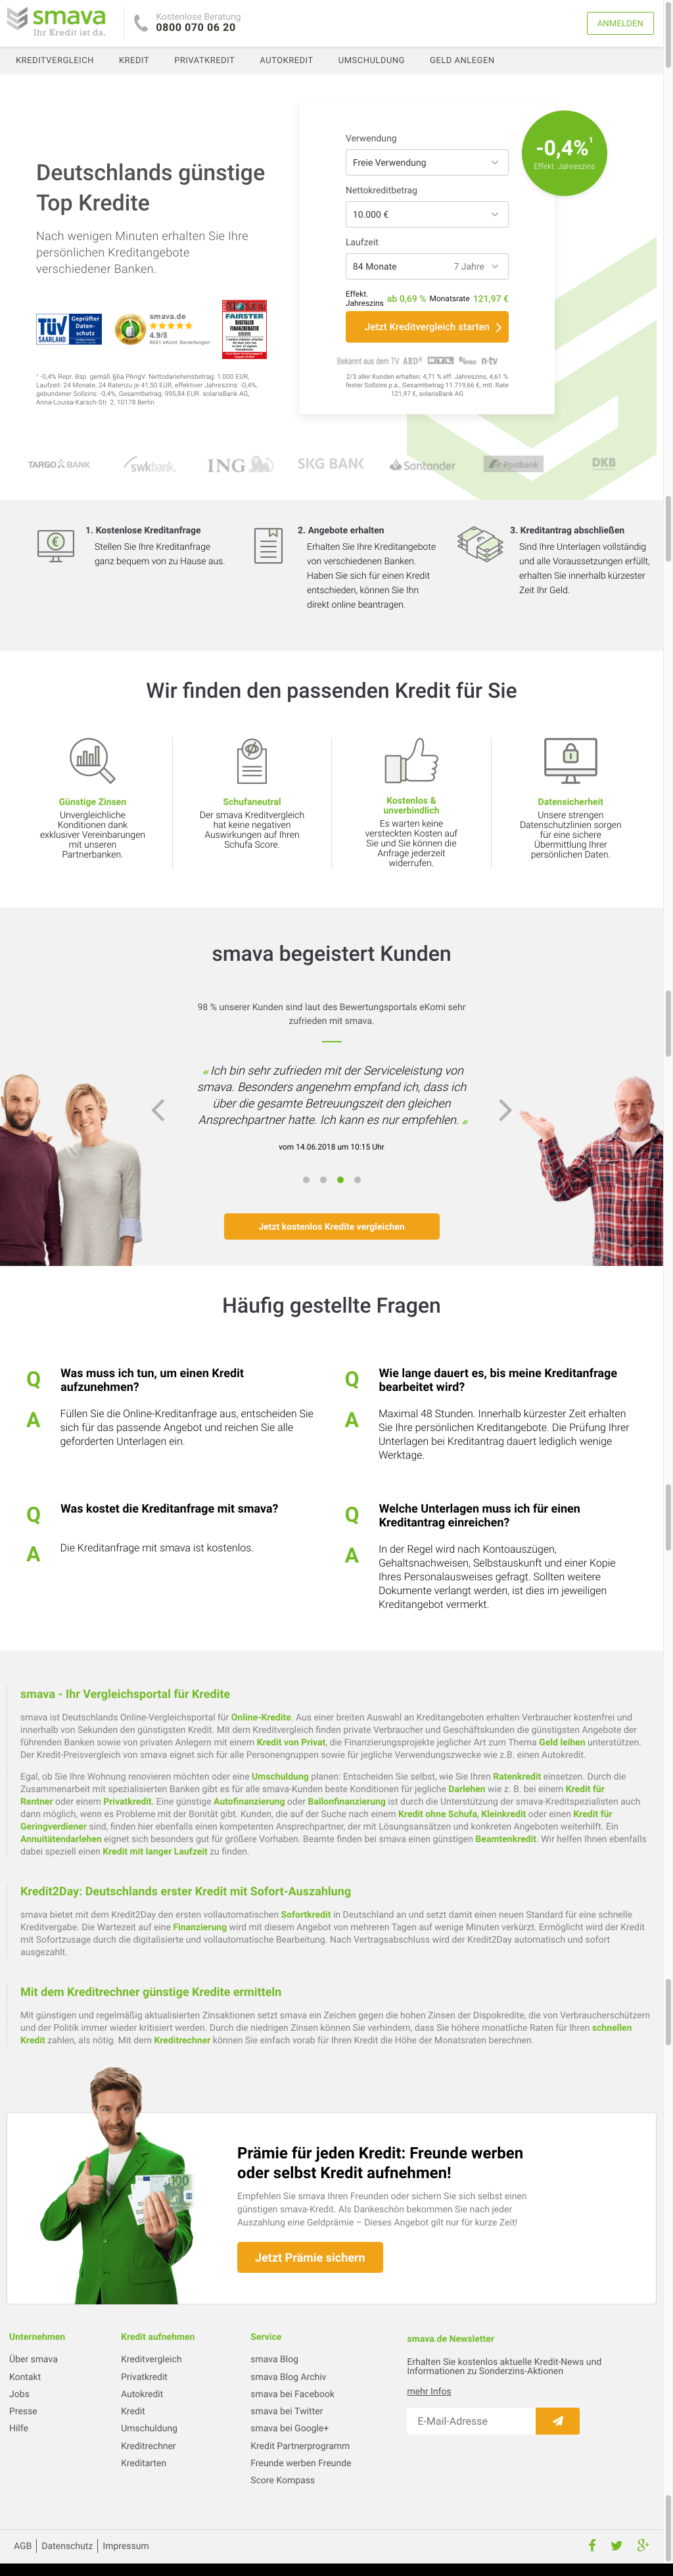 smava
Ihr Kredit ist da.
Kostenlose Beratung
0800 070 06 20
ANMELDEN
KREDITVERGLEICH KREDIT PRIVATKREDIT AUTOKREDIT UMSCHULDUNG GELD ANLEGEN
Deutschlands günstige
Top Kredite
Nach wenigen Minuten erhalten Sie Ihre
persönlichen Kreditangebote
verschiedener Banken.
TÜV
SAARLAND
Geprüfter
Daten-
schutz
smava.de
4.9/5
FAIRSTER
DIGITALER
FINANZBERATER
¹ -0,4% Repr. Bsp. gemäß §6a PAngV: Nettodarlehensbetrag: 1.000 EUR,
Laufzeit: 24 Monate, 24 Ratenzu je 41,50 EUR, effektiver Jahreszins: -0,4%,
gebundener Sollzins: -0,4%, Gesamtbetrag: 995,84 EUR. solarisBank AG,
Anna-Louisa-Karsch-Str. 2, 10178 Berlin
Verwendung
Freie Verwendung
Nettokreditbetrag
10.000 €
Laufzeit
84 Monate 7 Jahre
Effekt.
Jahreszins ab 0,69 % Monatsrate 121,97 €
Jetzt Kreditvergleich starten
Bekannt aus dem TV ARD n-tv
2/3 aller Kunden erhalten: 4,71 % eff. Jahreszins, 4,61 %
fester Sollzins p.a., Gesamtbetrag 11.719,66 €, mtl. Rate
121,97 €, solarisBank AG
-0,4%¹
Effekt. Jahreszins
TARGO BANK swkbank. ING SKG BANK Santander Postbank DKB
1. Kostenlose Kreditanfrage
Stellen Sie Ihre Kreditanfrage
ganz bequem von zu Hause aus.
2. Angebote erhalten
Erhalten Sie Ihre Kreditangebote
von verschiedenen Banken.
Haben Sie sich für einen Kredit
entschieden, können Sie Ihn
direkt online beantragen.
3. Kreditantrag abschließen
Sind Ihre Unterlagen vollständig
und alle Voraussetzungen erfüllt,
erhalten Sie innerhalb kürzester
Zeit Ihr Geld.
Wir finden den passenden Kredit für Sie
Günstige Zinsen
Unvergleichliche
Konditionen dank
exklusiver Vereinbarungen
mit unseren
Partnerbanken.
Schufaneutral
Der smava Kreditvergleich
hat keine negativen
Auswirkungen auf Ihren
Schufa Score.
Kostenlos &
unverbindlich
Es warten keine
versteckten Kosten auf
Sie und Sie können die
Anfrage jederzeit
widerrufen.
Datensicherheit
Unsere strengen
Datenschutzlinien sorgen
für eine sichere
Übermittlung Ihrer
persönlichen Daten.
smava begeistert Kunden
98 % unserer Kunden sind laut des Bewertungsportals eKomi sehr
zufrieden mit smava.
„ Ich bin sehr zufrieden mit der Serviceleistung von
smava. Besonders angenehm empfand ich, dass ich
über die gesamte Betreuungszeit den gleichen
Ansprechpartner hatte. Ich kann es nur empfehlen. „
vom 14.06.2018 um 10:15 Uhr
Jetzt kostenlos Kredite vergleichen
Häufig gestellte Fragen
Q Was muss ich tun, um einen Kredit
aufzunehmen?
A Füllen Sie die Online-Kreditanfrage aus, entscheiden Sie
sich für das passende Angebot und reichen Sie alle
geforderten Unterlagen ein.
Q Wie lange dauert es, bis meine Kreditanfrage
bearbeitet wird?
A Maximal 48 Stunden. Innerhalb kürzester Zeit erhalten
Sie Ihre persönlichen Kreditangebote. Die Prüfung Ihrer
Unterlagen bei Kreditantrag dauert lediglich wenige
Werktage.
Q Was kostet die Kreditanfrage mit smava?
A Die Kreditanfrage mit smava ist kostenlos.
Q Welche Unterlagen muss ich für einen
Kreditantrag einreichen?
A In der Regel wird nach Kontoauszügen,
Gehaltsnachweisen, Selbstauskunft und einer Kopie
Ihres Personalausweises gefragt. Sollten weitere
Dokumente verlangt werden, ist dies im jeweiligen
Kreditangebot vermerkt.
smava - Ihr Vergleichsportal für Kredite
smava ist Deutschlands Online-Vergleichsportal für Online-Kredite. Aus einer breiten Auswahl an Kreditangeboten erhalten Verbraucher kostenfrei und
innerhalb von Sekunden den günstigsten Kredit. Mit dem Kreditvergleich finden private Verbraucher und Geschäftskunden die günstigsten Angebote der
führenden Banken sowie von privaten Anlegern mit einem Kredit von Privat, die Finanzierungsprojekte jeglicher Art zum Thema Geld leihen unterstützen.
Der Kredit-Preisvergleich von smava eignet sich für alle Personengruppen sowie für jegliche Verwendungszwecke wie z.B. einen Autokredit.
Egal, ob Sie Ihre Wohnung renovieren möchten oder eine Umschuldung planen: Entscheiden Sie selbst, wie Sie Ihren Ratenkredit einsetzen. Durch die
Zusammenarbeit mit spezialisierten Banken gibt es für alle smava-Kunden beste Konditionen für jegliche Darlehen wie z. B. bei einem Kredit für
Rentner oder einem Privatkredit. Eine günstige Autofinanzierung oder Ballonfinanzierung ist durch die Unterstützung der smava-Kreditspezialisten auch
dann möglich, wenn es Probleme mit der Bonität gibt. Kunden, die auf der Suche nach einem Kredit ohne Schufa, Kleinkredit oder einen Kredit für
Geringverdiener sind, finden hier ebenfalls einen kompetenten Ansprechpartner, der mit Lösungsansätzen und konkreten Angeboten weiterhilft. Ein
Annuitätendarlehen eignet sich besonders gut für größere Vorhaben. Beamte finden bei smava einen günstigen Beamtenkredit. Wir helfen Ihnen ebenfalls
dabei speziell einen Kredit mit langer Laufzeit zu finden.
Kredit2Day: Deutschlands erster Kredit mit Sofort-Auszahlung
smava bietet mit dem Kredit2Day den ersten vollautomatischen Sofortkredit in Deutschland an und setzt damit einen neuen Standard für eine schnelle
Kreditvergabe. Die Wartezeit auf eine Finanzierung wird mit diesem Angebot von mehreren Tagen auf wenige Minuten verkürzt. Ermöglicht wird der Kredit
mit Sofortzusage durch die digitalisierte und vollautomatische Bearbeitung. Nach Vertragsabschluss wird der Kredit2Day automatisch und sofort
ausgezahlt.
Mit dem Kreditrechner günstige Kredite ermitteln
Mit günstigen und regelmäßig aktualisierten Zinsaktionen setzt smava ein Zeichen gegen die hohen Zinsen der Dispokredite, die von Verbraucherschützern
und der Politik immer wieder kritisiert werden. Durch die niedrigen Zinsen können Sie verhindern, dass Sie höhere monatliche Raten für Ihren schnellen
Kredit zahlen, als nötig. Mit dem Kreditrechner können Sie einfach vorab für Ihren Kredit die Höhe der Monatsraten berechnen.
100
Prämie für jeden Kredit: Freunde werben
oder selbst Kredit aufnehmen!
Empfehlen Sie smava Ihren Freunden oder sichern Sie sich selbst einen
günstigen smava-Kredit. Als Dankeschön bekommen Sie nach jeder
Auszahlung eine Geldprämie – Dieses Angebot gilt nur für kurze Zeit!
Jetzt Prämie sichern
Unternehmen
Über smava
Kontakt
Jobs
Presse
Hilfe
Kredit aufnehmen
Kreditvergleich
Privatkredit
Autokredit
Kredit
Umschuldung
Kreditrechner
Kreditarten
Service
smava Blog
smava Blog Archiv
smava bei Facebook
smava bei Twitter
smava bei Google+
Kredit Partnerprogramm
Freunde werben Freunde
Score Kompass
smava.de Newsletter
Erhalten Sie kostenlos aktuelle Kredit-News und
Informationen zu Sonderzins-Aktionen
mehr Infos
E-Mail-Adresse
AGB Datenschutz Impressum